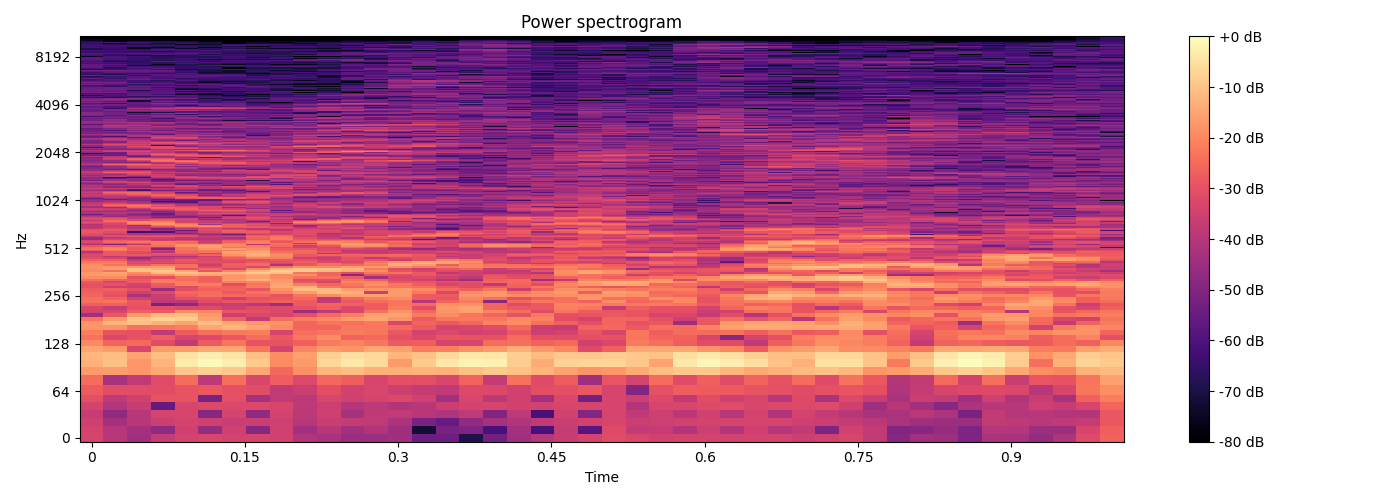 Power spectrogram
Hz
8192
4096
2048
1024
512
256
128
64
0
0 0.15 0.3 0.45 0.6 0.75 0.9
Time
+0 dB
-10 dB
-20 dB
-30 dB
-40 dB
-50 dB
-60 dB
-70 dB
-80 dB